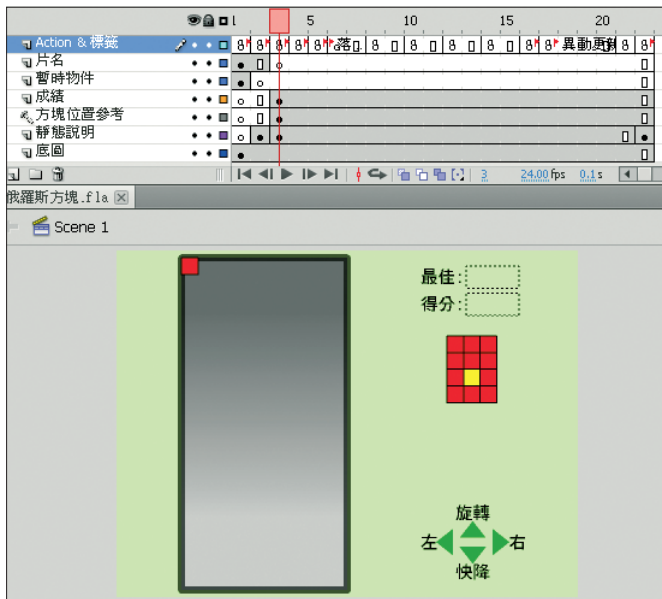 1 5 10 15 20
Action & 標籤
落
異動更新
片名
暫時物件
成績
方塊位置參考
靜態說明
底圖
3 24.00 fps 0.1s
俄羅斯方塊.fla
Scene 1
最佳:
得分:
旋轉
左 右
快降